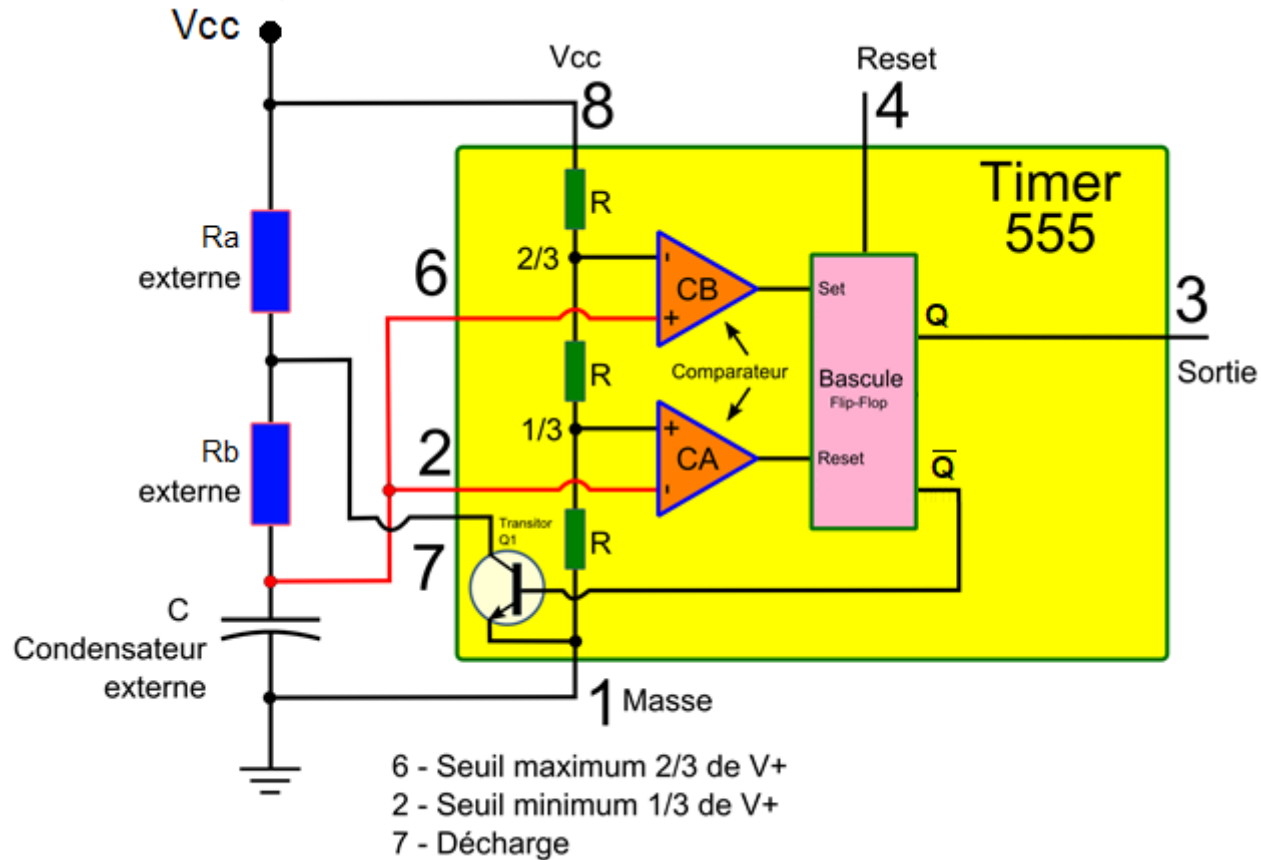 Vcc
Vcc
8
Reset
4
Timer
555
Ra
externe
6
2/3
R
-
+
CB
Set
Q
3
Sortie
Comparateur
Bascule
Flip-Flop
R
Rb
externe
2
1/3
+
-
CA
Reset
Q̅
7
Transitor
Q1
R
C
Condensateur
externe
1 Masse
6 - Seuil maximum 2/3 de V+
2 - Seuil minimum 1/3 de V+
7 - Décharge